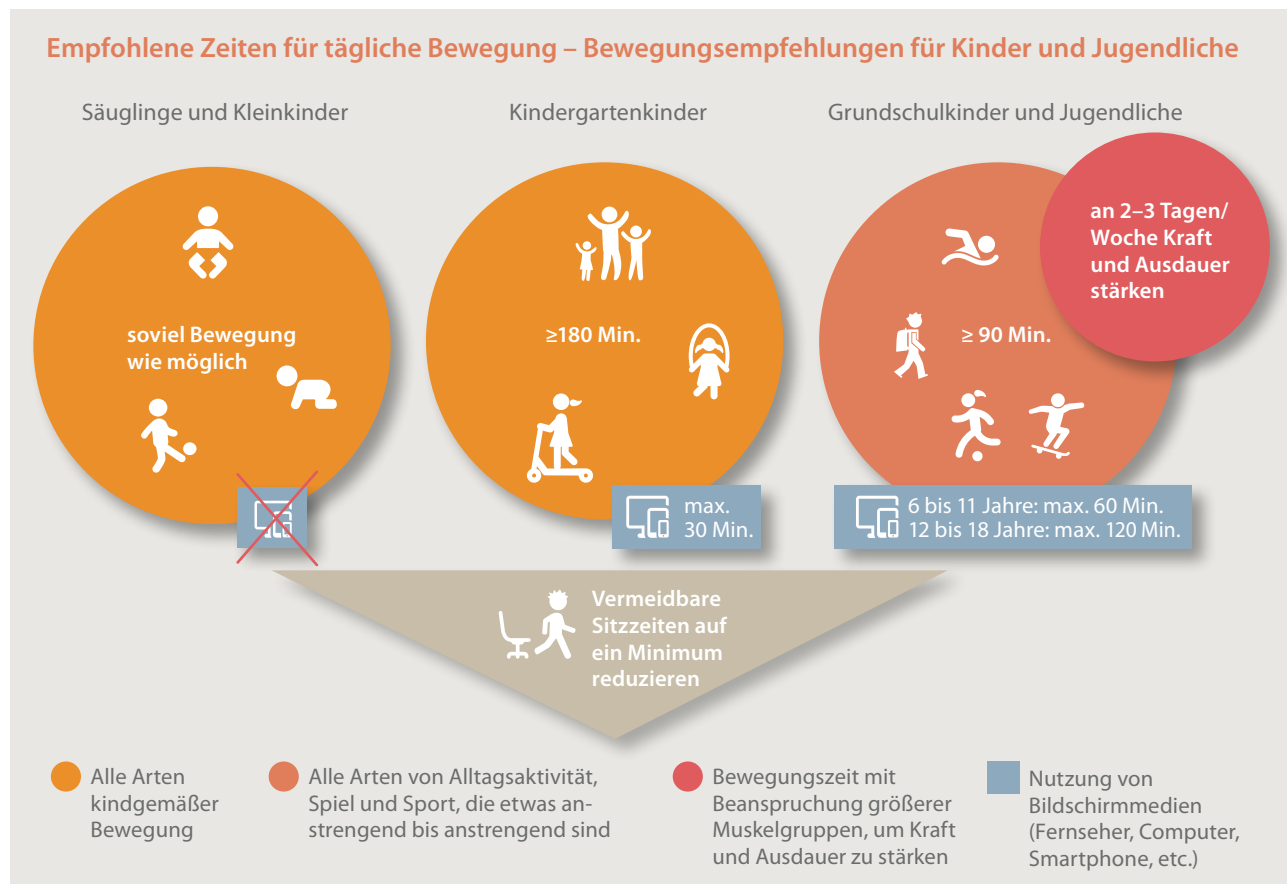 Empfohlene Zeiten für tägliche Bewegung – Bewegungsempfehlungen für Kinder und Jugendliche
Säuglinge und Kleinkinder
soviel Bewegung
wie möglich
Kindergartenkinder
≥180 Min.
max.
30 Min.
Grundschulkinder und Jugendliche
an 2–3 Tagen/
Woche Kraft
und Ausdauer
stärken
≥ 90 Min.
6 bis 11 Jahre: max. 60 Min.
12 bis 18 Jahre: max. 120 Min.
Vermeidbare
Sitzzeiten auf
ein Minimum
reduzieren
Alle Arten
kindgemäßer
Bewegung
Alle Arten von Alltagsaktivität,
Spiel und Sport, die etwas an-
strengend bis anstrengend sind
Bewegungszeit mit
Beanspruchung größerer
Muskelgruppen, um Kraft
und Ausdauer zu stärken
Nutzung von
Bildschirmmedien
(Fernseher, Computer,
Smartphone, etc.)